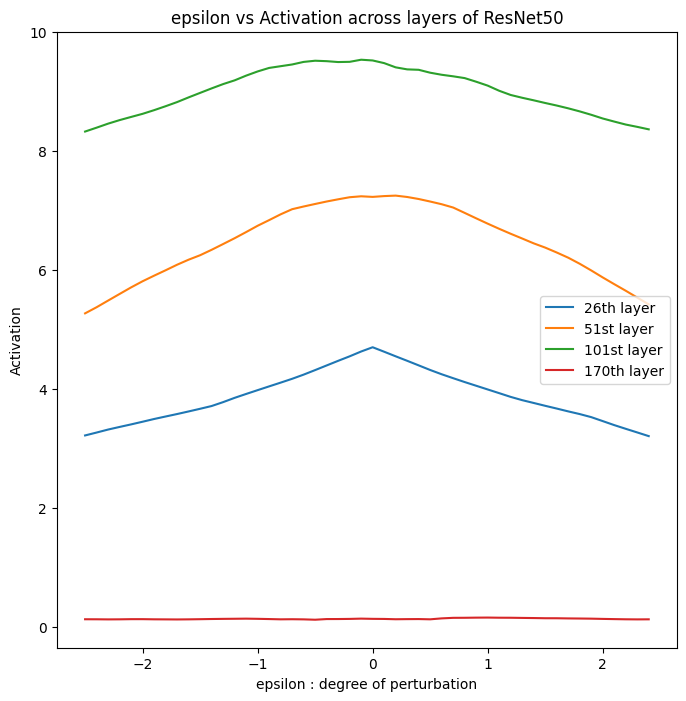 epsilon vs Activation across layers of ResNet50
10
8
6
4
2
0
Activation
26th layer
51st layer
101st layer
170th layer
−2
−1
0
1
2
epsilon : degree of perturbation